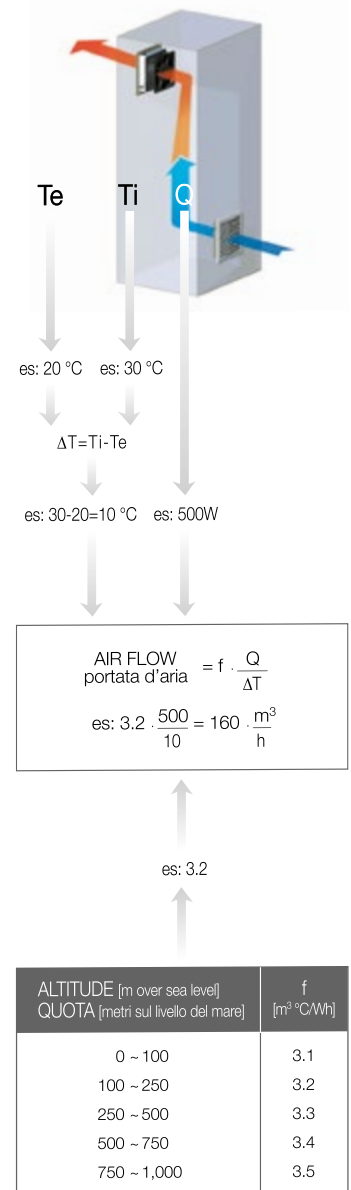 Te Ti Q
es: 20 °C es: 30 °C
ΔT=Ti-Te
es: 30-20=10 °C es: 500W
AIR FLOW
portata d'aria = f · Q/ΔT
es: 3.2 · 500/10 = 160 · m³/h
es: 3.2
ALTITUDE [m over sea level] f
QUOTA [metri sul livello del mare] [m³ °C/Wh]
0 ~ 100 3.1
100 ~ 250 3.2
250 ~ 500 3.3
500 ~ 750 3.4
750 ~ 1,000 3.5